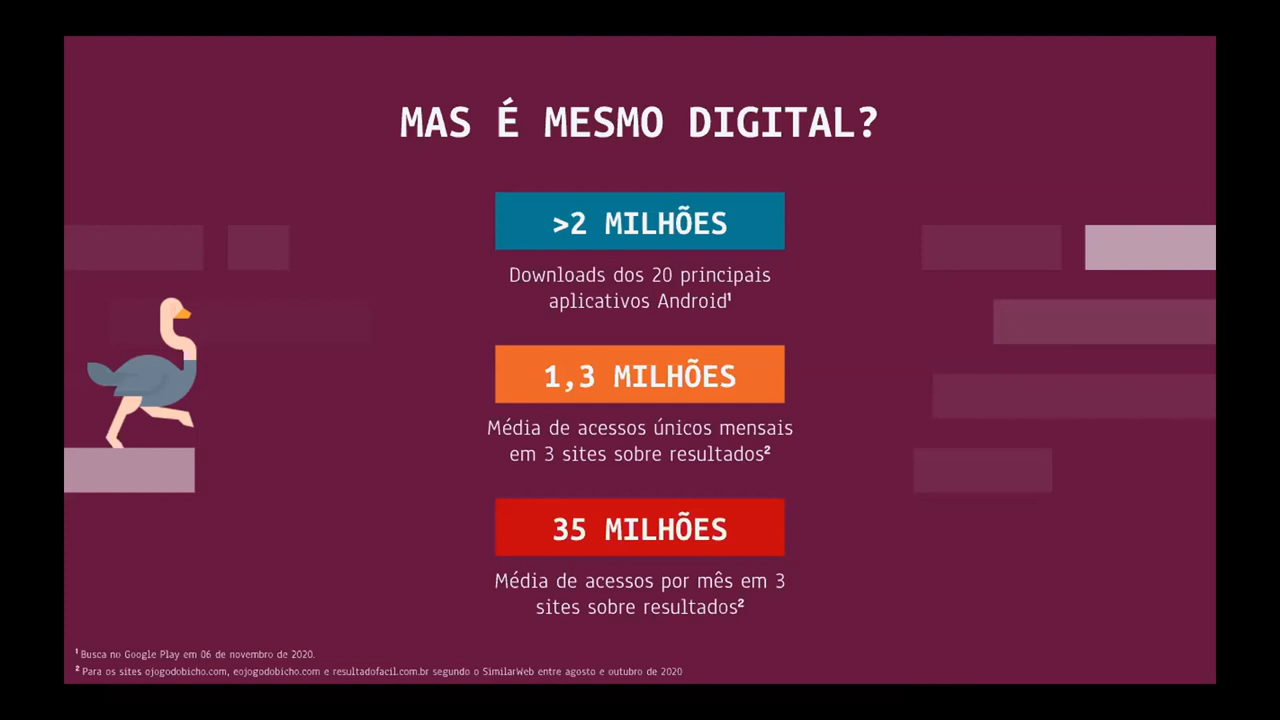 MAS É MESMO DIGITAL?
>2 MILHÕES
Downloads dos 20 principais
aplicativos Android¹
1,3 MILHÕES
Média de acessos únicos mensais
em 3 sites sobre resultados²
35 MILHÕES
Média de acessos por mês em 3
sites sobre resultados²
¹ Busca no Google Play em 06 de novembro de 2020.
² Para os sites ojogodobicho.com, eojogodobicho.com e resultadofacil.com.br segundo o SimilarWeb entre agosto e outubro de 2020